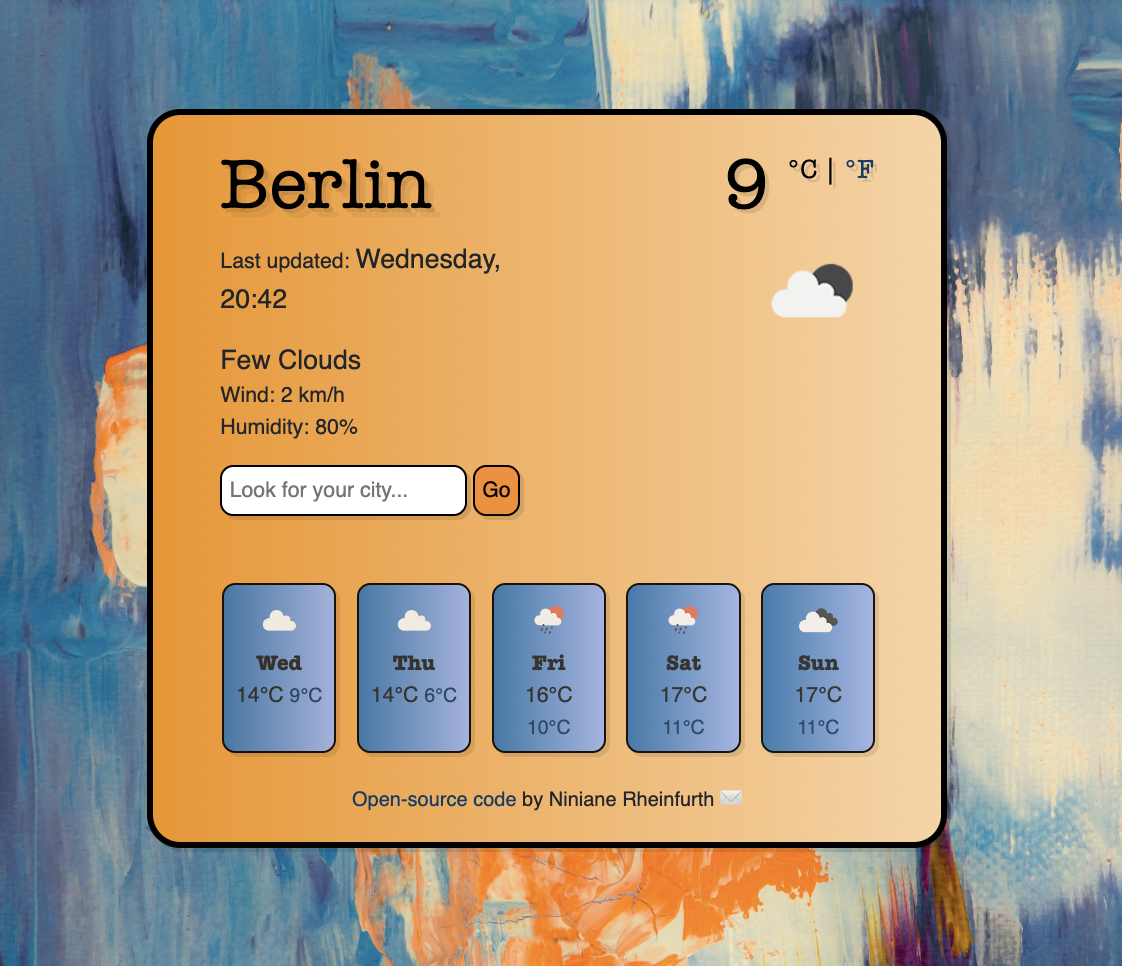 Berlin
9 °C | °F
Last updated: Wednesday,
20:42
Few Clouds
Wind: 2 km/h
Humidity: 80%
Look for your city...
Go
Wed
14°C 9°C
Thu
14°C 6°C
Fri
16°C
10°C
Sat
17°C
11°C
Sun
17°C
11°C
Open-source code by Niniane Rheinfurth